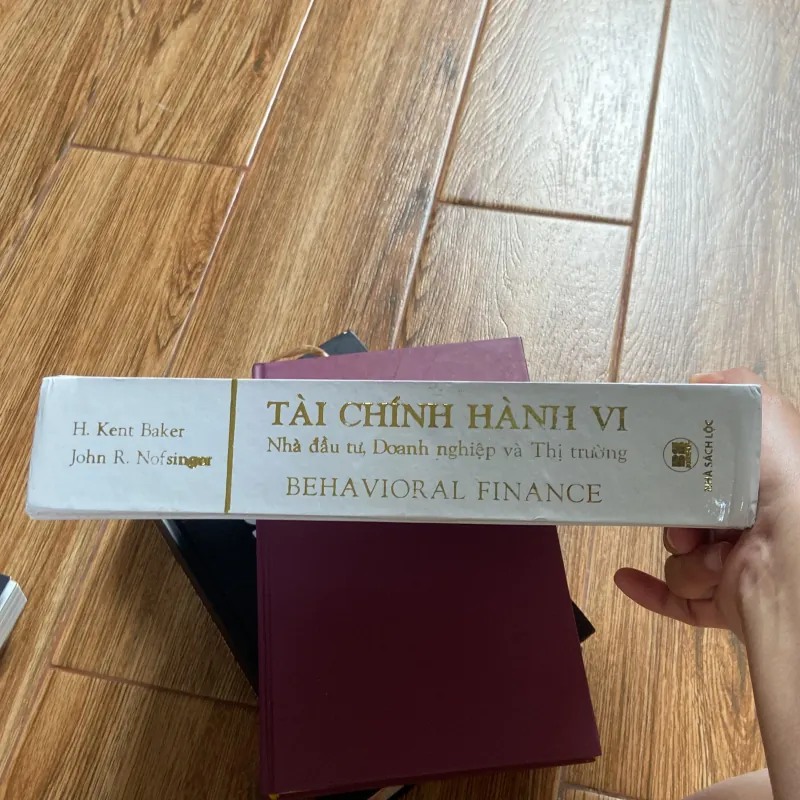 H. Kent Baker
John R. Nofsinger
TÀI CHÍNH HÀNH VI
Nhà đầu tư, Doanh nghiệp và Thị trường
BEHAVIORAL FINANCE
NHÀ SÁCH LỘC